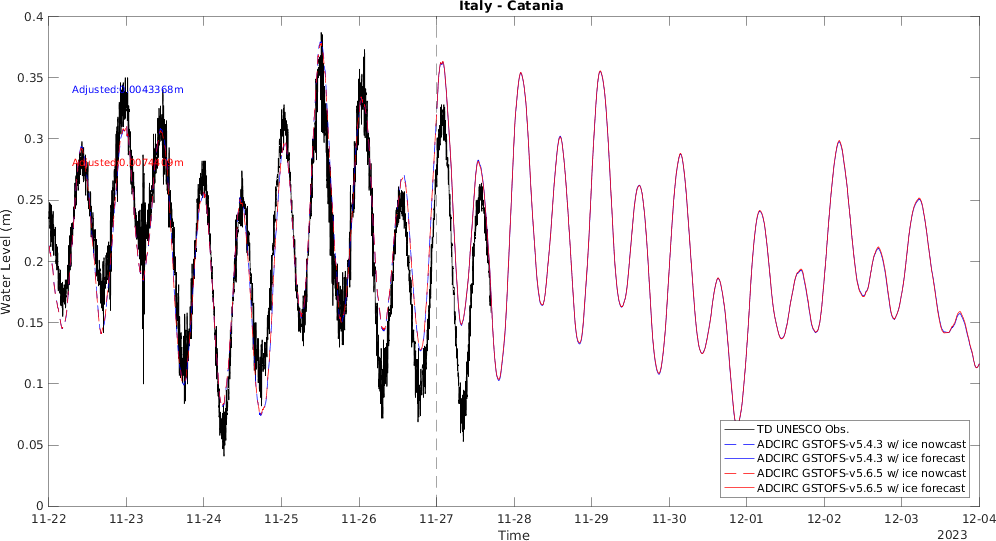 Italy - Catania
0.4
0.35
0.3
0.25
0.2
0.15
0.1
0.05
0
Water Level (m)
Adjusted:0.0043368m
11-22 11-23 11-24 11-25 11-26 11-27 11-28 11-29 11-30 12-01 12-02 12-03 12-04
Time
2023
TD UNESCO Obs.
ADCIRC GSTOFS-v5.4.3 w/ ice nowcast
ADCIRC GSTOFS-v5.4.3 w/ ice forecast
ADCIRC GSTOFS-v5.6.5 w/ ice nowcast
ADCIRC GSTOFS-v5.6.5 w/ ice forecast